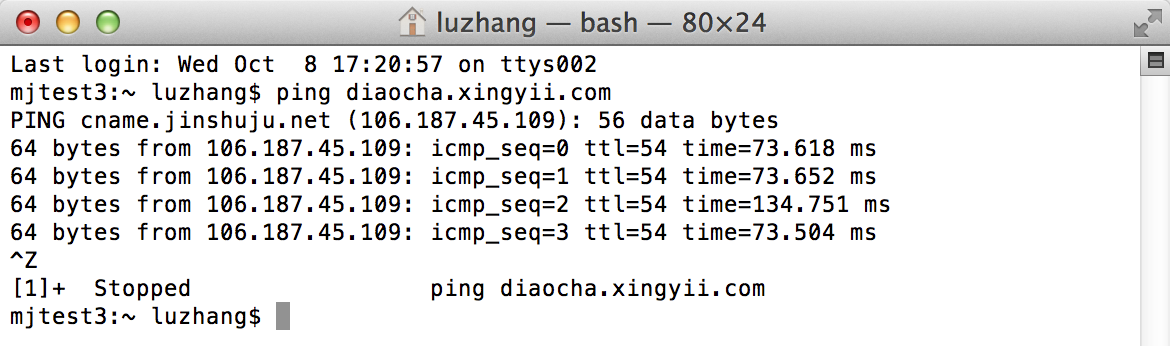 luzhang — bash — 80×24
Last login: Wed Oct  8 17:20:57 on ttys002
mjtest3:~ luzhang$ ping diaocha.xingyii.com
PING cname.jinshuju.net (106.187.45.109): 56 data bytes
64 bytes from 106.187.45.109: icmp_seq=0 ttl=54 time=73.618 ms
64 bytes from 106.187.45.109: icmp_seq=1 ttl=54 time=73.652 ms
64 bytes from 106.187.45.109: icmp_seq=2 ttl=54 time=134.751 ms
64 bytes from 106.187.45.109: icmp_seq=3 ttl=54 time=73.504 ms
^Z
[1]+  Stopped                 ping diaocha.xingyii.com
mjtest3:~ luzhang$